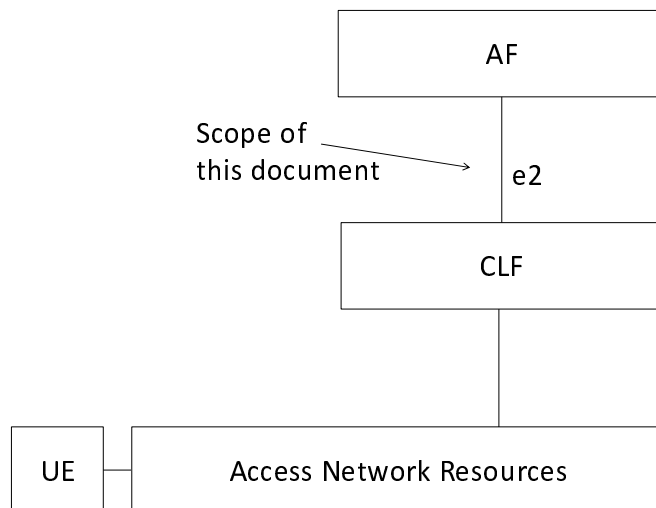 AF
Scope of
this document
e2
CLF
UE
Access Network Resources